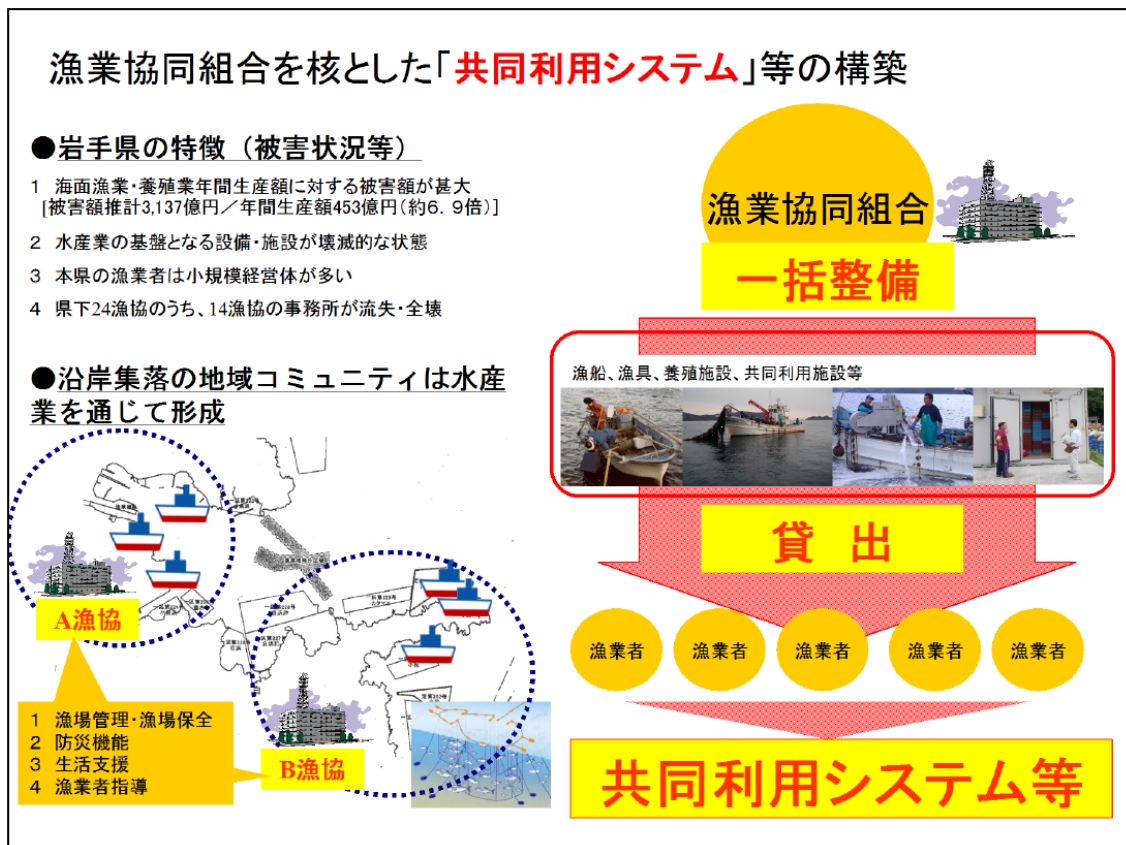 漁業協同組合を核とした「共同利用システム」等の構築
●岩手県の特徴（被害状況等）
1 海面漁業・養殖業年間生産額に対する被害額が甚大
[被害額推計3,137億円／年間生産額453億円（約6．9倍）]
2 水産業の基盤となる設備・施設が壊滅的な状態
3 本県の漁業者は小規模経営体が多い
4 県下24漁協のうち、14漁協の事務所が流失・全壊
●沿岸集落の地域コミュニティは水産
業を通じて形成
A漁協
1 漁場管理・漁場保全
2 防災機能
3 生活支援
4 漁業者指導
B漁協
漁業協同組合
一括整備
漁船、漁具、養殖施設、共同利用施設等
貸 出
漁業者
漁業者
漁業者
漁業者
漁業者
共同利用システム等